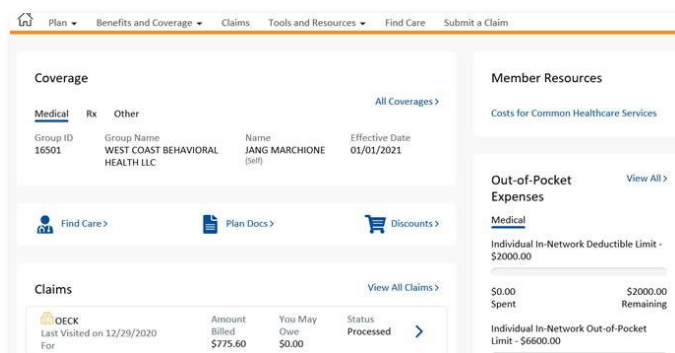 Plan Benefits and Coverage Claims Tools and Resources Find Care Submit a Claim
Coverage
All Coverages >
Medical Rx Other
Group ID Group Name Name Effective Date
16501 WEST COAST BEHAVIORAL JANG MARCHIONE 01/01/2021
HEALTH LLC (Self)
Find Care > Plan Docs > Discounts >
Claims View All Claims >
OECK Amount You May Status
Last Visited on 12/29/2020 Billed Owe Processed
For $775.60 $0.00
Member Resources
Costs for Common Healthcare Services
Out-of-Pocket View All >
Expenses
Medical
Individual In-Network Deductible Limit -
$2000.00
$0.00 $2000.00
Spent Remaining
Individual In-Network Out-of-Pocket
Limit - $6600.00